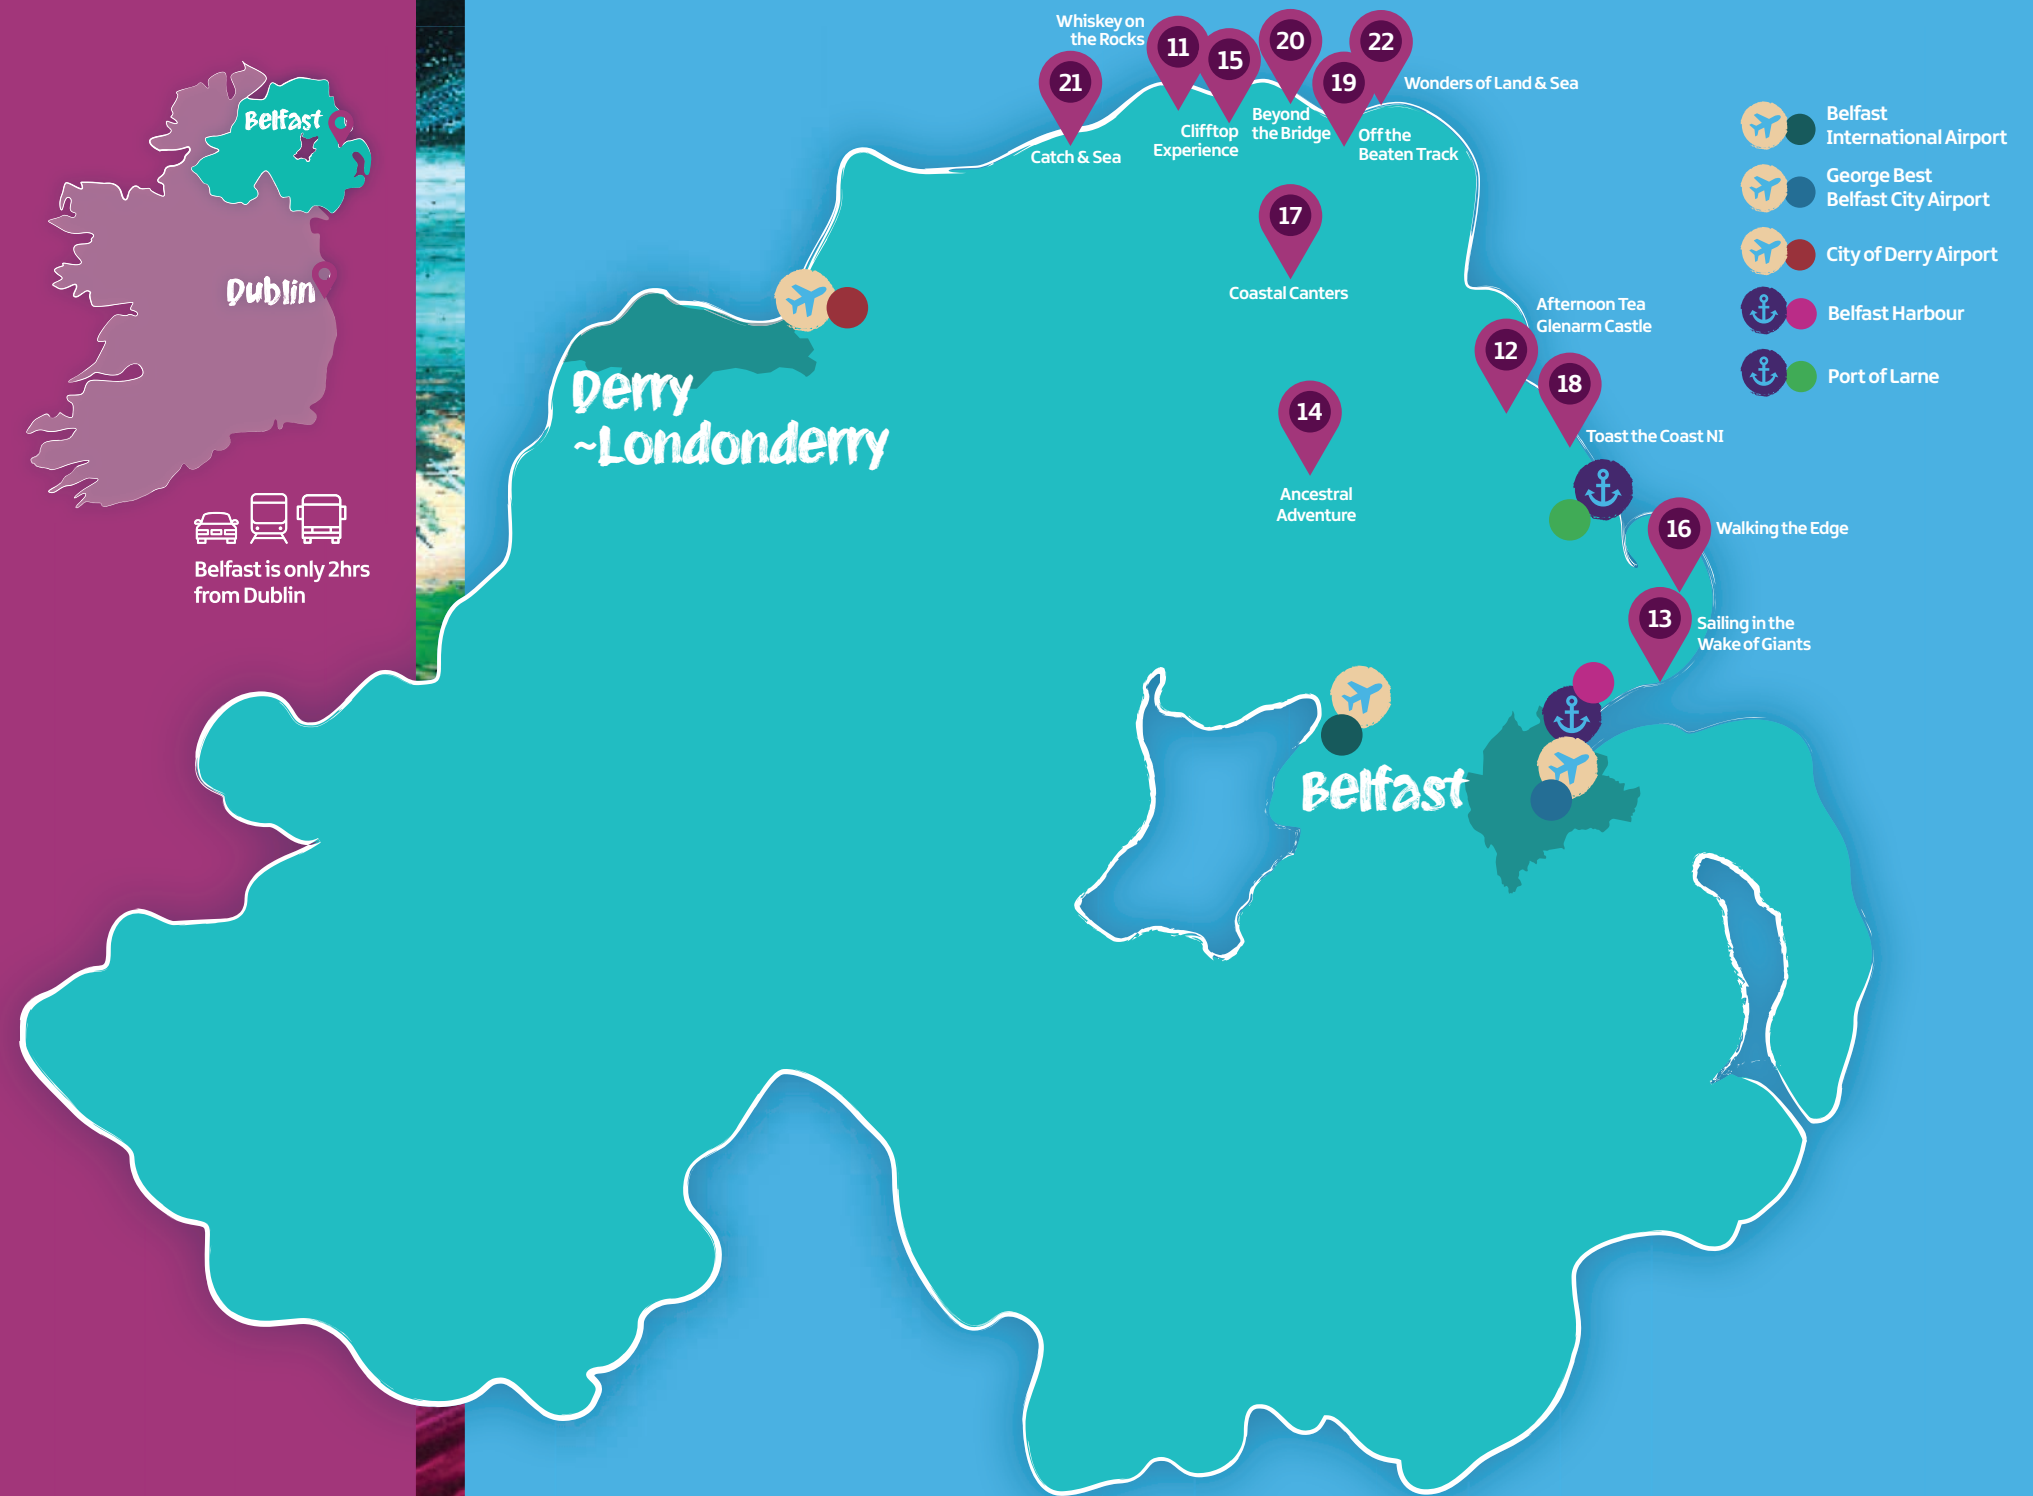 Belfast
Dublin
Belfast is only 2hrs
from Dublin
Whiskey on
the Rocks
11
15
20
22
21
19
Wonders of Land & Sea
Catch & Sea
Clifftop
Experience
Beyond
the Bridge
Off the
Beaten Track
17
Coastal Canters
Afternoon Tea
Glenarm Castle
12
18
Toast the Coast NI
14
Ancestral
Adventure
16
Walking the Edge
13
Sailing in the
Wake of Giants
Derry
~Londonderry
Belfast
Belfast
International Airport
George Best
Belfast City Airport
City of Derry Airport
Belfast Harbour
Port of Larne